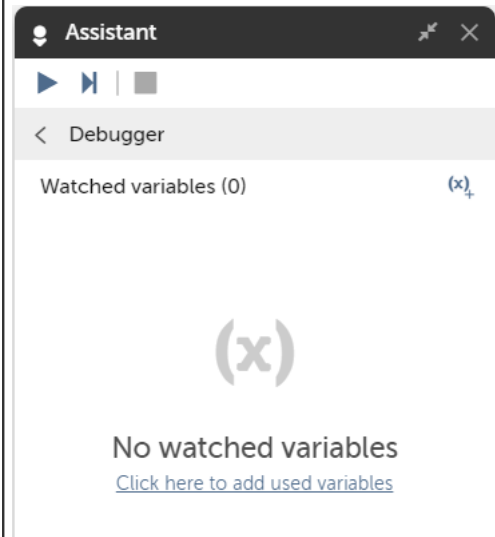 Assistant
Debugger
Watched variables (0)
(x)+
(x)
No watched variables
Click here to add used variables